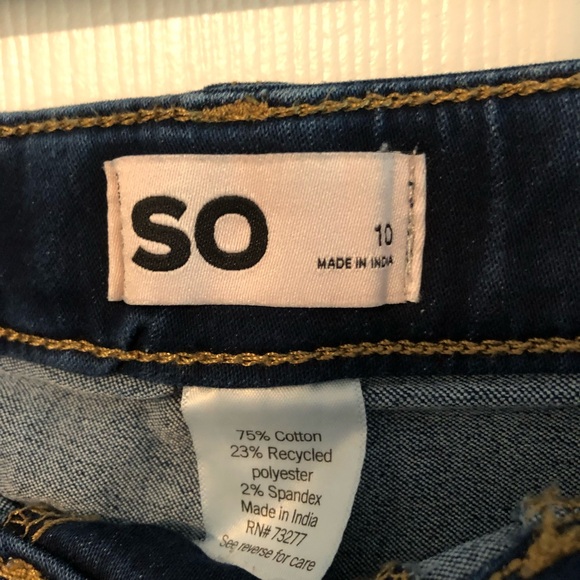 SO
10
MADE IN INDIA
75% Cotton
23% Recycled
polyester
2% Spandex
Made in India
RN# 73277
See reverse for care